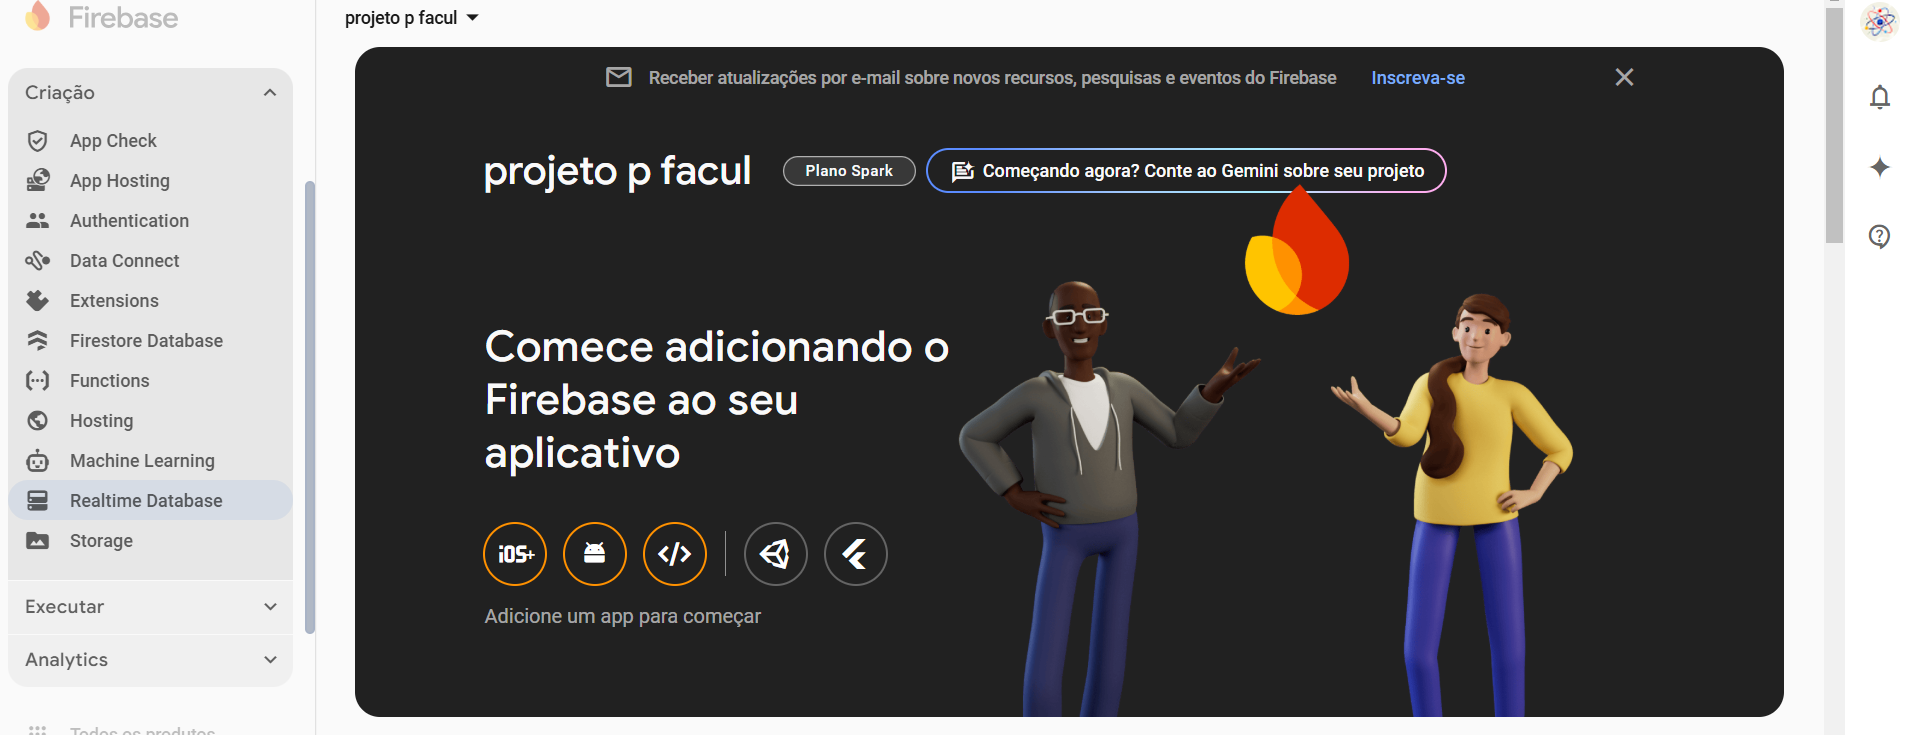 Firebase
projeto p facul
Criação
App Check
App Hosting
Authentication
Data Connect
Extensions
Firestore Database
Functions
Hosting
Machine Learning
Realtime Database
Storage
Executar
Analytics
Todos os produtos
Receber atualizações por e-mail sobre novos recursos, pesquisas e eventos do Firebase Inscreva-se
projeto p facul Plano Spark Começando agora? Conte ao Gemini sobre seu projeto
Comece adicionando o
Firebase ao seu
aplicativo
iOS+
Adicione um app para começar